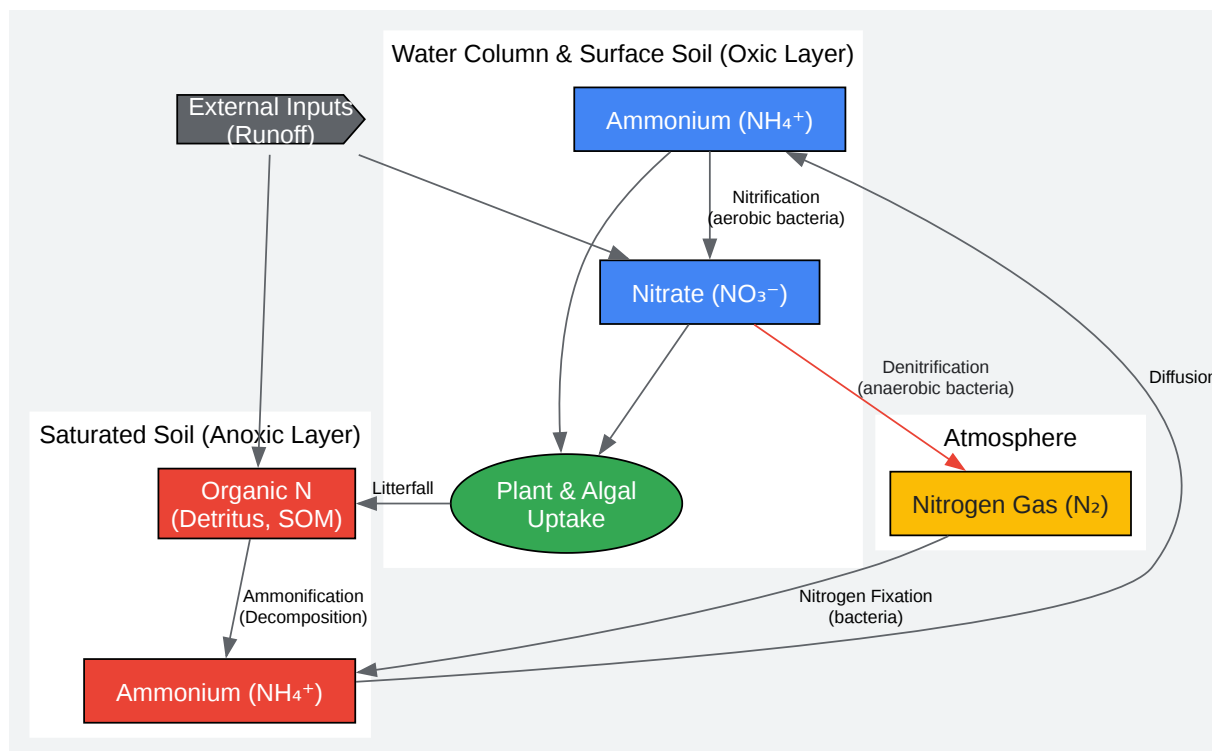 Water Column & Surface Soil (Oxic Layer)
External Inputs
(Runoff)
Ammonium (NH₄⁺)
Nitrification
(aerobic bacteria)
Nitrate (NO₃⁻)
Denitrification
(anaerobic bacteria)
Diffusion
Saturated Soil (Anoxic Layer)
Atmosphere
Organic N
(Detritus, SOM)
Litterfall
Plant & Algal
Uptake
Nitrogen Gas (N₂)
Ammonification
(Decomposition)
Nitrogen Fixation
(bacteria)
Ammonium (NH₄⁺)